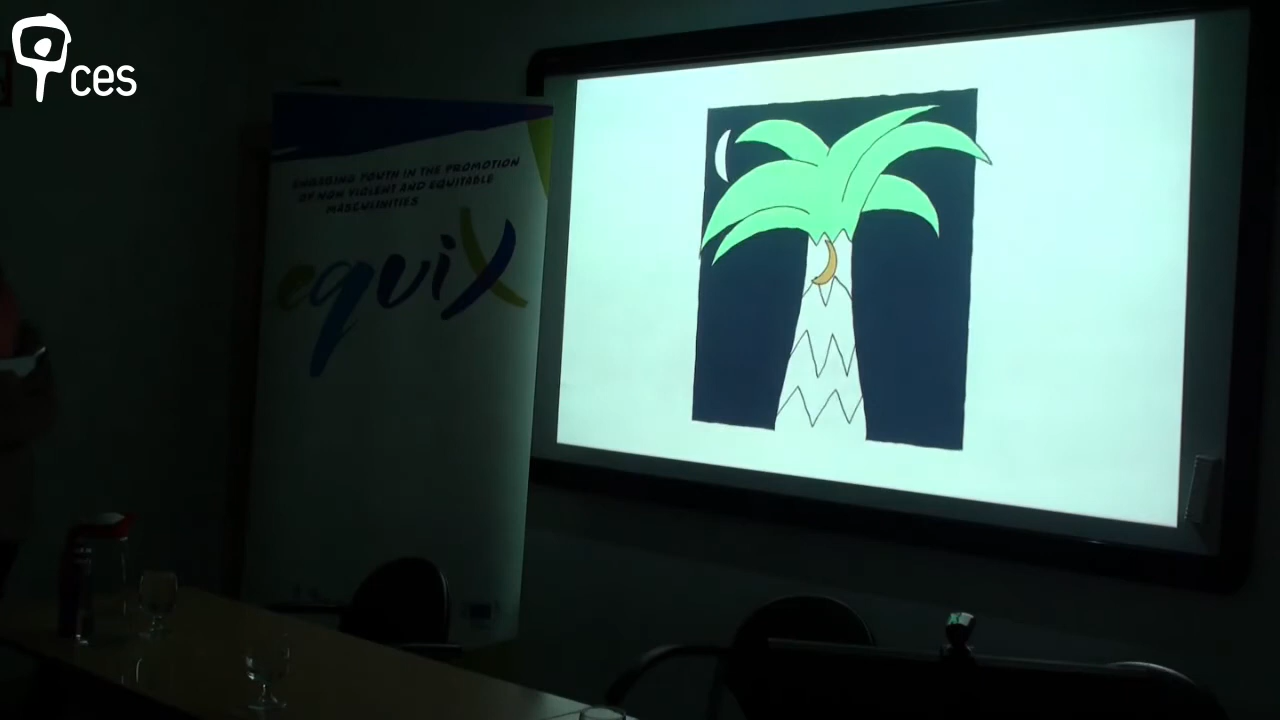 ces
ENGAGING YOUTH IN THE PROMOTION
OF NON VIOLENT AND EQUITABLE
MASCULINITIES
equiX